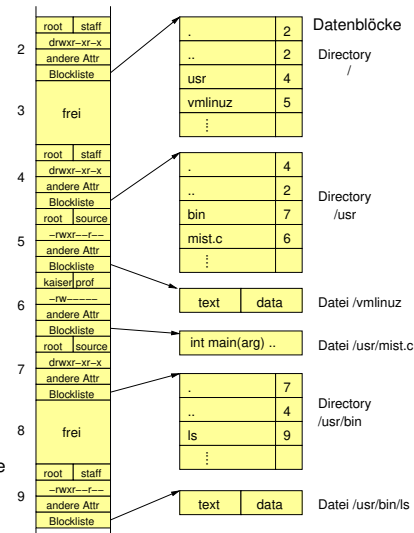 root staff
2 drwxr-xr-x
andere Attr
Blockliste
3 frei
root staff
4 drwxr-xr-x
andere Attr
Blockliste
root source
5 -rwxr--r--
andere Attr
Blockliste
kaiser prof
6 -rw-----
andere Attr
Blockliste
root source
7 drwxr-xr-x
andere Attr
Blockliste
8 frei
e
root staff
9 -rwxr--r--
andere Attr
Blockliste
Datenblöcke
. 2
.. 2
usr 4
vmlinuz 5
⋮
Directory
/
. 4
.. 2
bin 7
mist.c 6
⋮
Directory
/usr
text data
Datei /vmlinuz
int main(arg) ..
Datei /usr/mist.c
. 7
.. 4
ls 9
⋮
Directory
/usr/bin
text data
Datei /usr/bin/ls